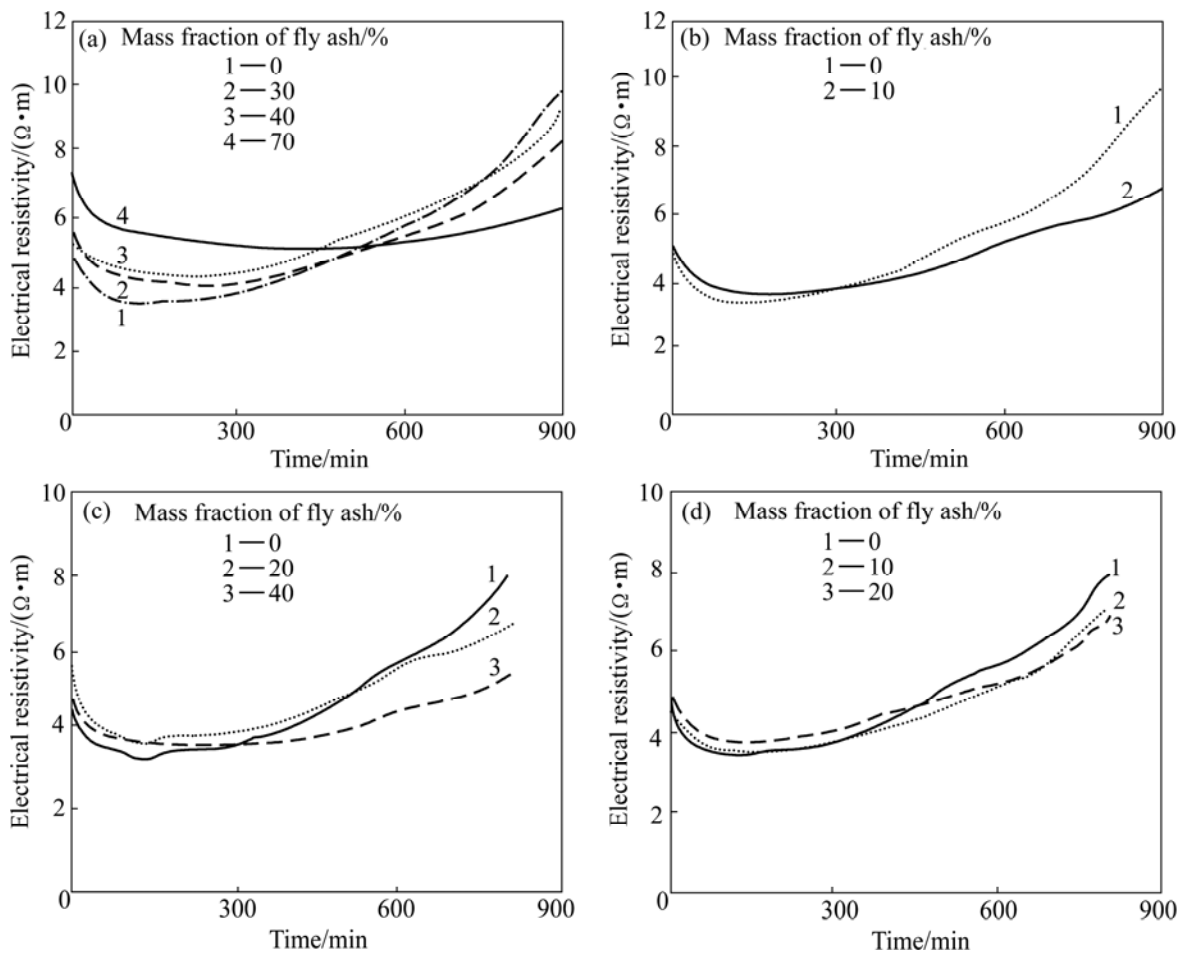 (a) Mass fraction of fly ash/%
1 — 0
2 — 30
3 — 40
4 — 70
12
10
8
6
4
2
0
4
3
2
1
300
600
900
Electrical resistivity/(Ω•m)
Time/min
(b) Mass fraction of fly ash/%
1 — 0
2 — 10
12
10
8
6
4
2
0
1
2
300
600
900
Electrical resistivity/(Ω•m)
Time/min
(c) Mass fraction of fly ash/%
1 — 0
2 — 20
3 — 40
10
8
6
4
2
0
1
2
3
300
600
900
Electrical resistivity/(Ω•m)
Time/min
(d) Mass fraction of fly ash/%
1 — 0
2 — 10
3 — 20
10
8
6
4
2
0
1
2
3
300
600
900
Electrical resistivity/(Ω•m)
Time/min